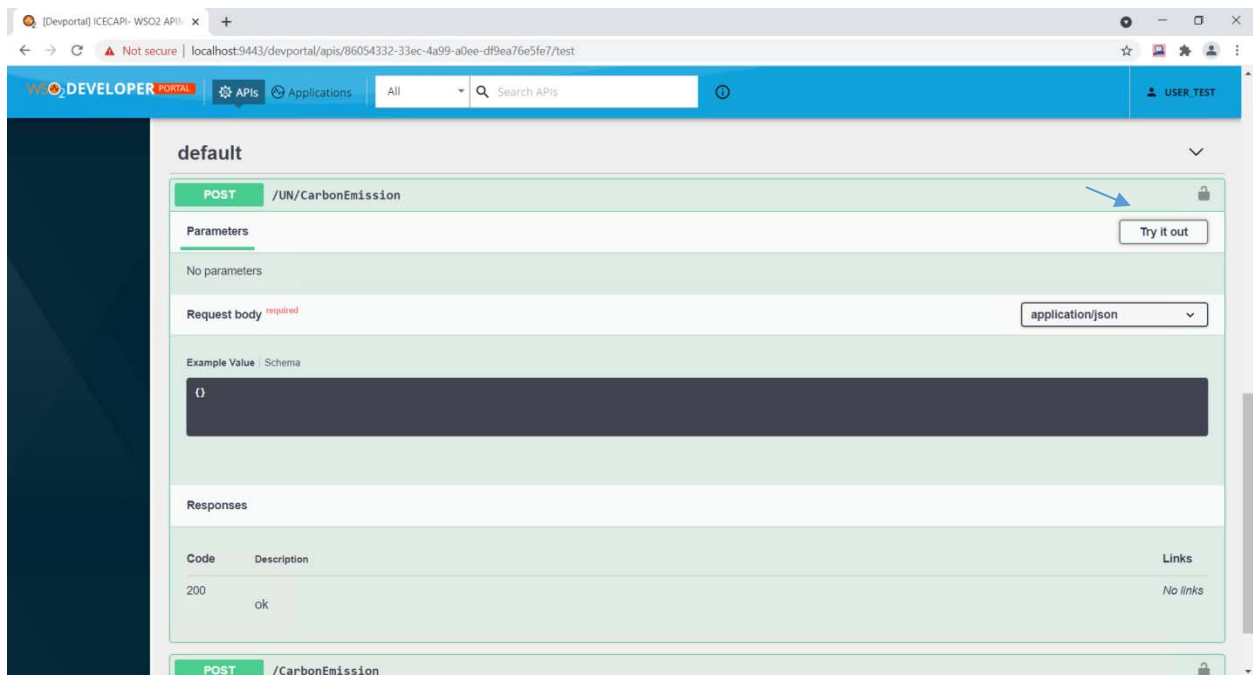 [Devportal] ICECAPI- WSO2 APIM
Not secure | localhost:9443/devportal/apis/86054332-33ec-4a99-a0ee-df9ea76e5fe7/test
WSO2 DEVELOPER PORTAL APIs Applications All Search APIs USER_TEST
default
POST /UN/CarbonEmission
Parameters Try it out
No parameters
Request body required application/json
Example Value | Schema
{}
Responses
Code Description Links
200 No links
ok
POST /CarbonEmission